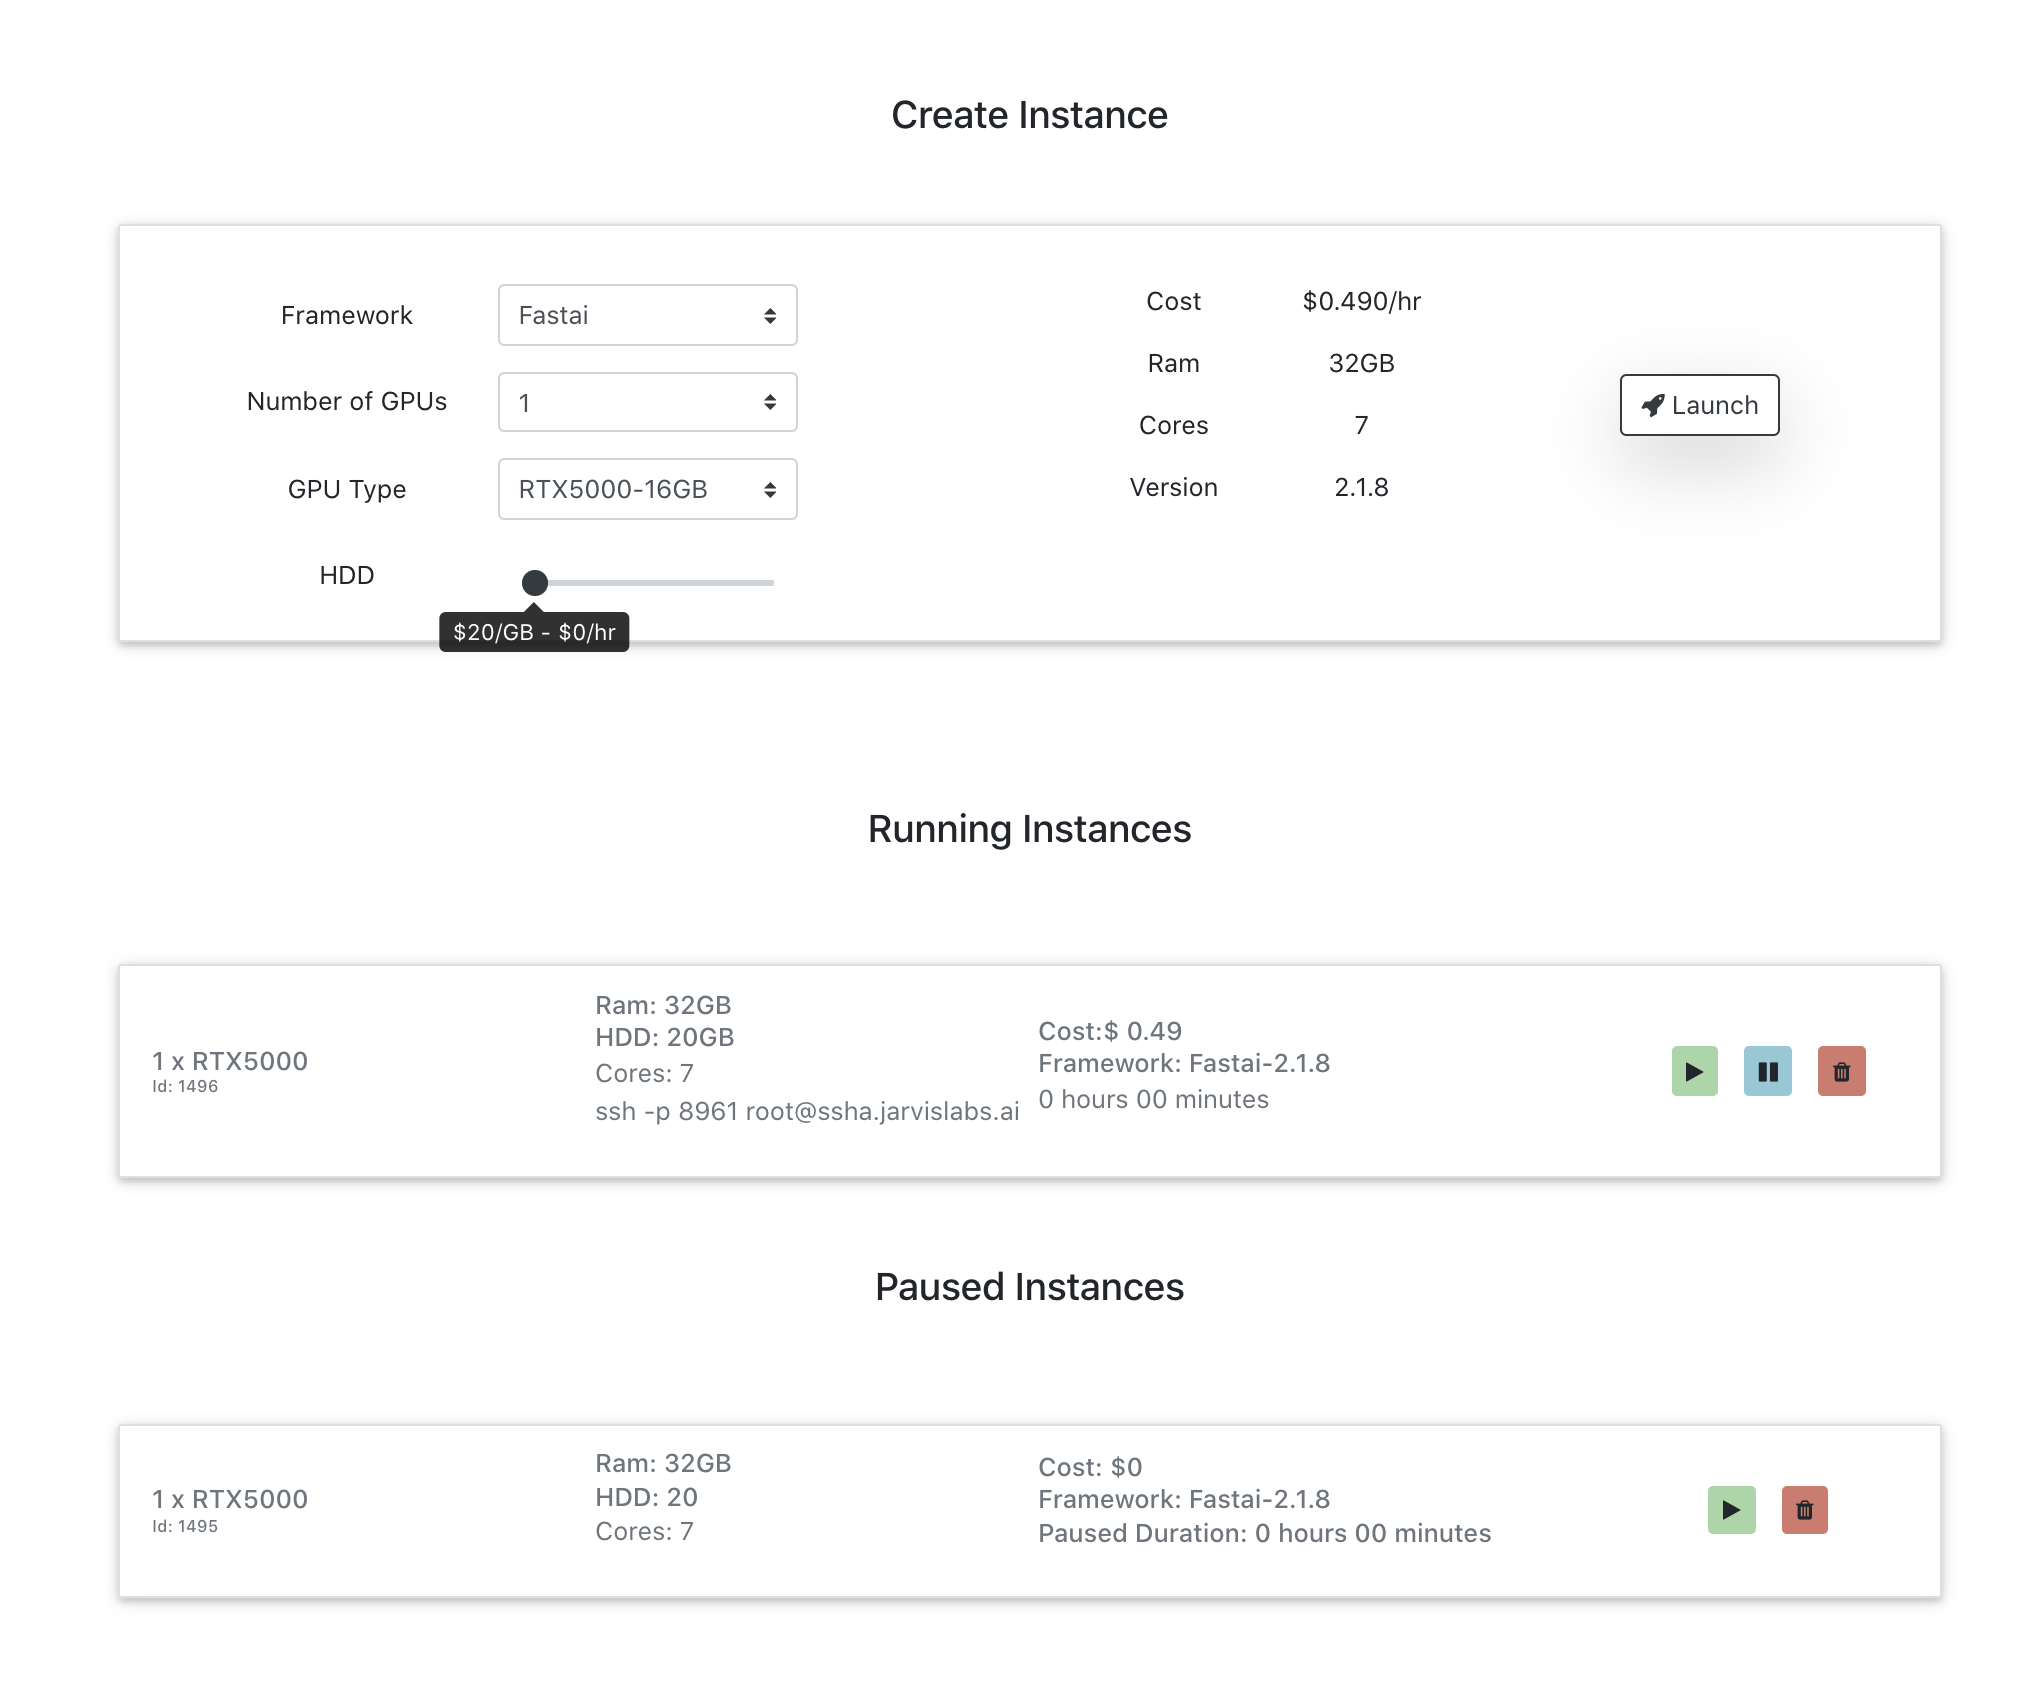 Create Instance
Framework
Fastai
Number of GPUs
1
GPU Type
RTX5000-16GB
HDD
$20/GB - $0/hr
Cost $0.490/hr
Ram 32GB
Cores 7
Version 2.1.8
Launch
Running Instances
1 x RTX5000
Id: 1496
Ram: 32GB
HDD: 20GB
Cores: 7
ssh -p 8961 root@ssha.jarvislabs.ai
Cost:$ 0.49
Framework: Fastai-2.1.8
0 hours 00 minutes
Paused Instances
1 x RTX5000
Id: 1495
Ram: 32GB
HDD: 20
Cores: 7
Cost: $0
Framework: Fastai-2.1.8
Paused Duration: 0 hours 00 minutes